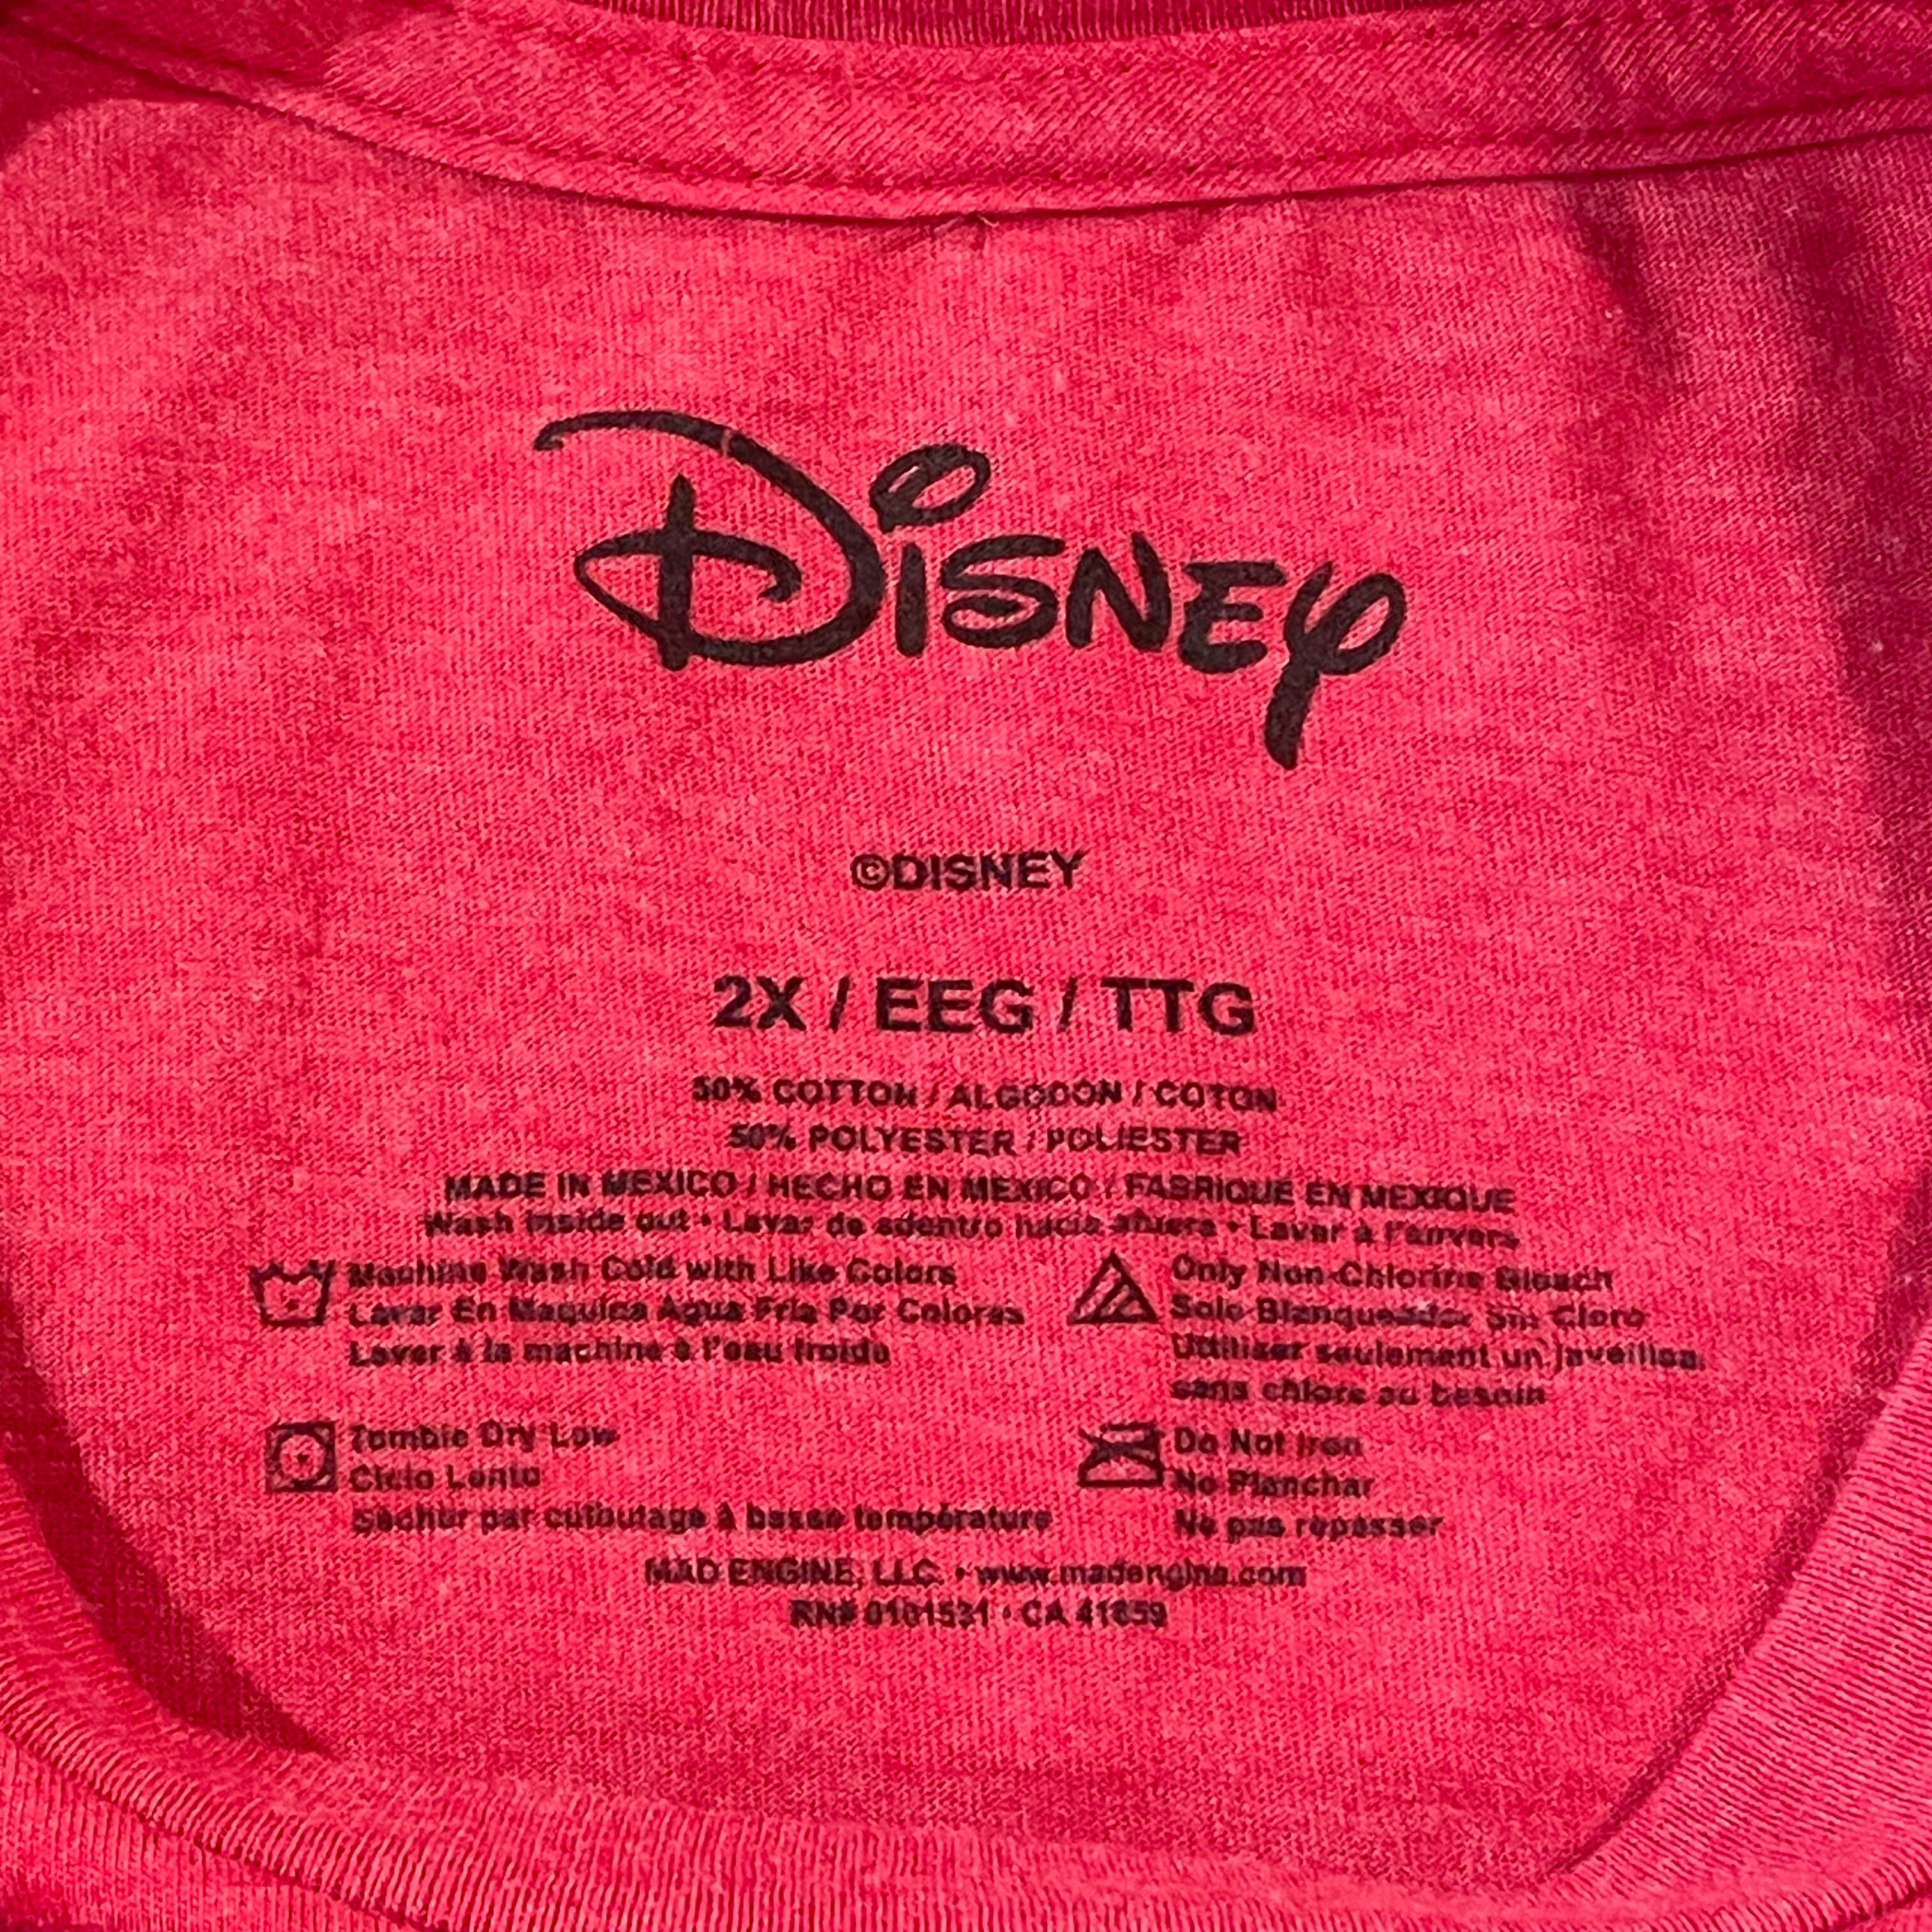 Disney
©DISNEY
2X / EEG / TTG
50% COTTON / ALGODON / COTON
50% POLYESTER / POLIESTER
MADE IN MEXICO / HECHO EN MEXICO / FABRIQUE EN MEXIQUE
Wash inside out • Lavar de adentro hacia afuera • Laver à l'envers
Machine Wash Cold with Like Colors
Lavar En Maquina Agua Fria Por Colores
Laver à la machine à l'eau froide
Only Non-Chlorine Bleach
Solo Blanqueador Sin Cloro
Utiliser seulement un javellisa
sans chlore au besoin
Tumble Dry Low
Ciclo Lento
Sécher par culbutage à basse température
Do Not Iron
No Planchar
Ne pas repasser
MAD ENGINE, LLC. • www.madengine.com
RN# 0101531 • CA 41659